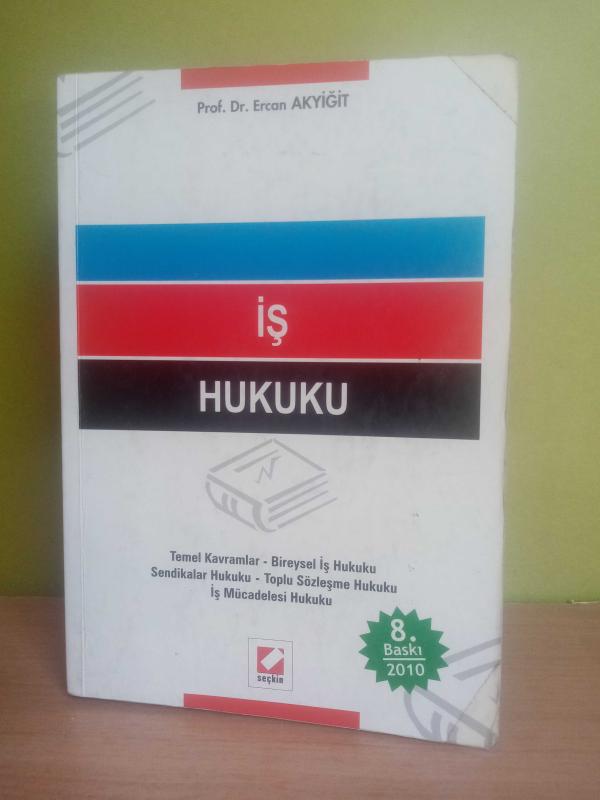 Prof. Dr. Ercan AKYİĞİT
İŞ
HUKUKU
Temel Kavramlar - Bireysel İş Hukuku
Sendikalar Hukuku - Toplu Sözleşme Hukuku
İş Mücadelesi Hukuku
8.
Baskı
2010
seçkin